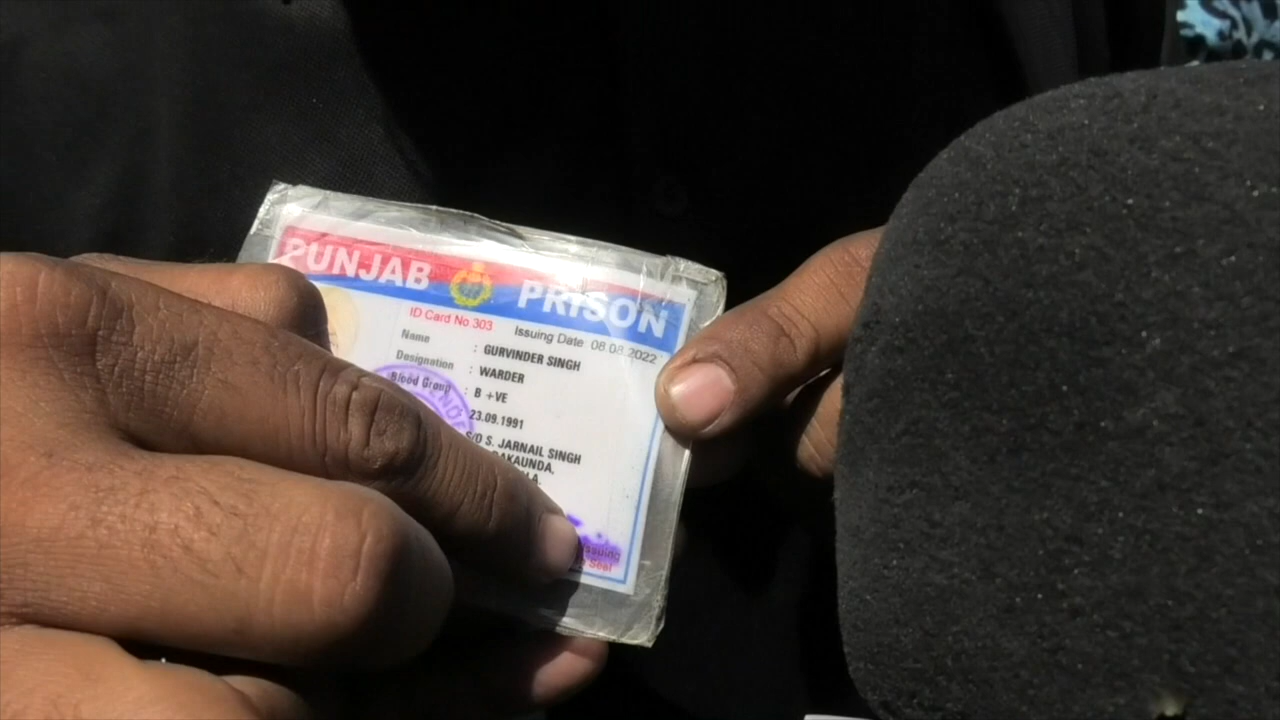 PUNJAB PRISON
ID Card No 303 Issuing Date 08.08.2022
Name : GURVINDER SINGH
Designation : WARDER
Blood Group : B +VE
23.09.1991
S/O S. JARNAIL SINGH
Issuing
Seal